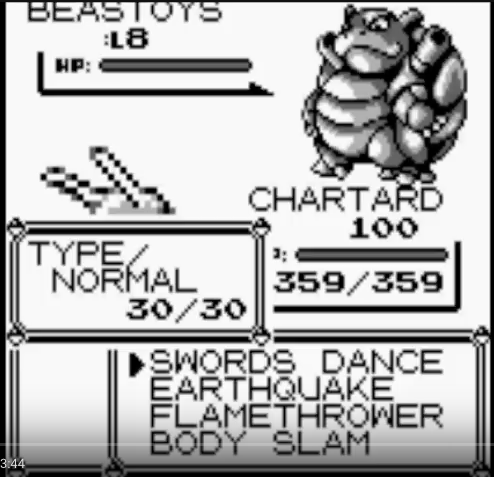 BEASTOYS
:L8
HP:
CHARTARD
100
359/359
TYPE/
NORMAL
30/30
▶SWORDS DANCE
EARTHQUAKE
FLAMETHROWER
BODY SLAM
3:44